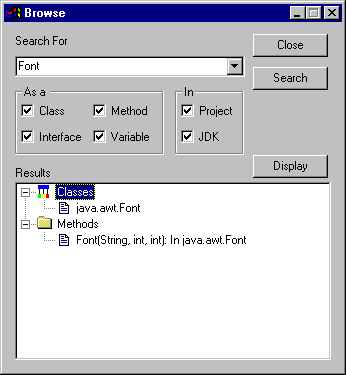 Browse
Search For
Close
Font
Search
As a
In
Class
Method
Project
Interface
Variable
JDK
Display
Results
Classes
java.awt.Font
Methods
Font(String, int, int): In java.awt.Font